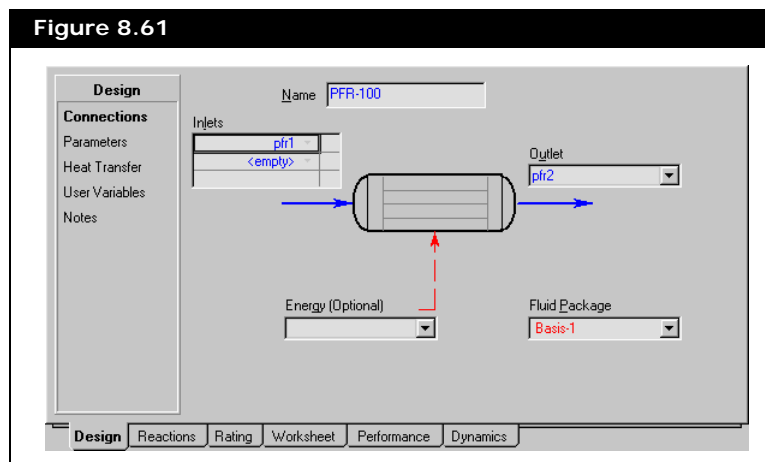 Figure 8.61
Design
Connections
Parameters
Heat Transfer
User Variables
Notes
Name PFR-100
Inlets
pfr1
<empty>
Outlet
pfr2
Energy (Optional)
Fluid Package
Basis-1
Design Reactions Rating Worksheet Performance Dynamics